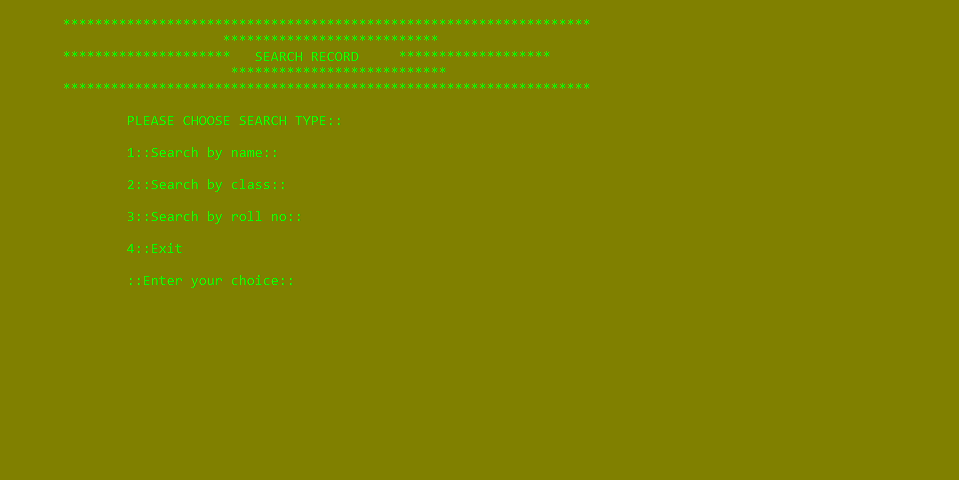 ******************************************************************
***************************
********************* SEARCH RECORD *******************
***************************
******************************************************************
PLEASE CHOOSE SEARCH TYPE::
1::Search by name::
2::Search by class::
3::Search by roll no::
4::Exit
::Enter your choice::